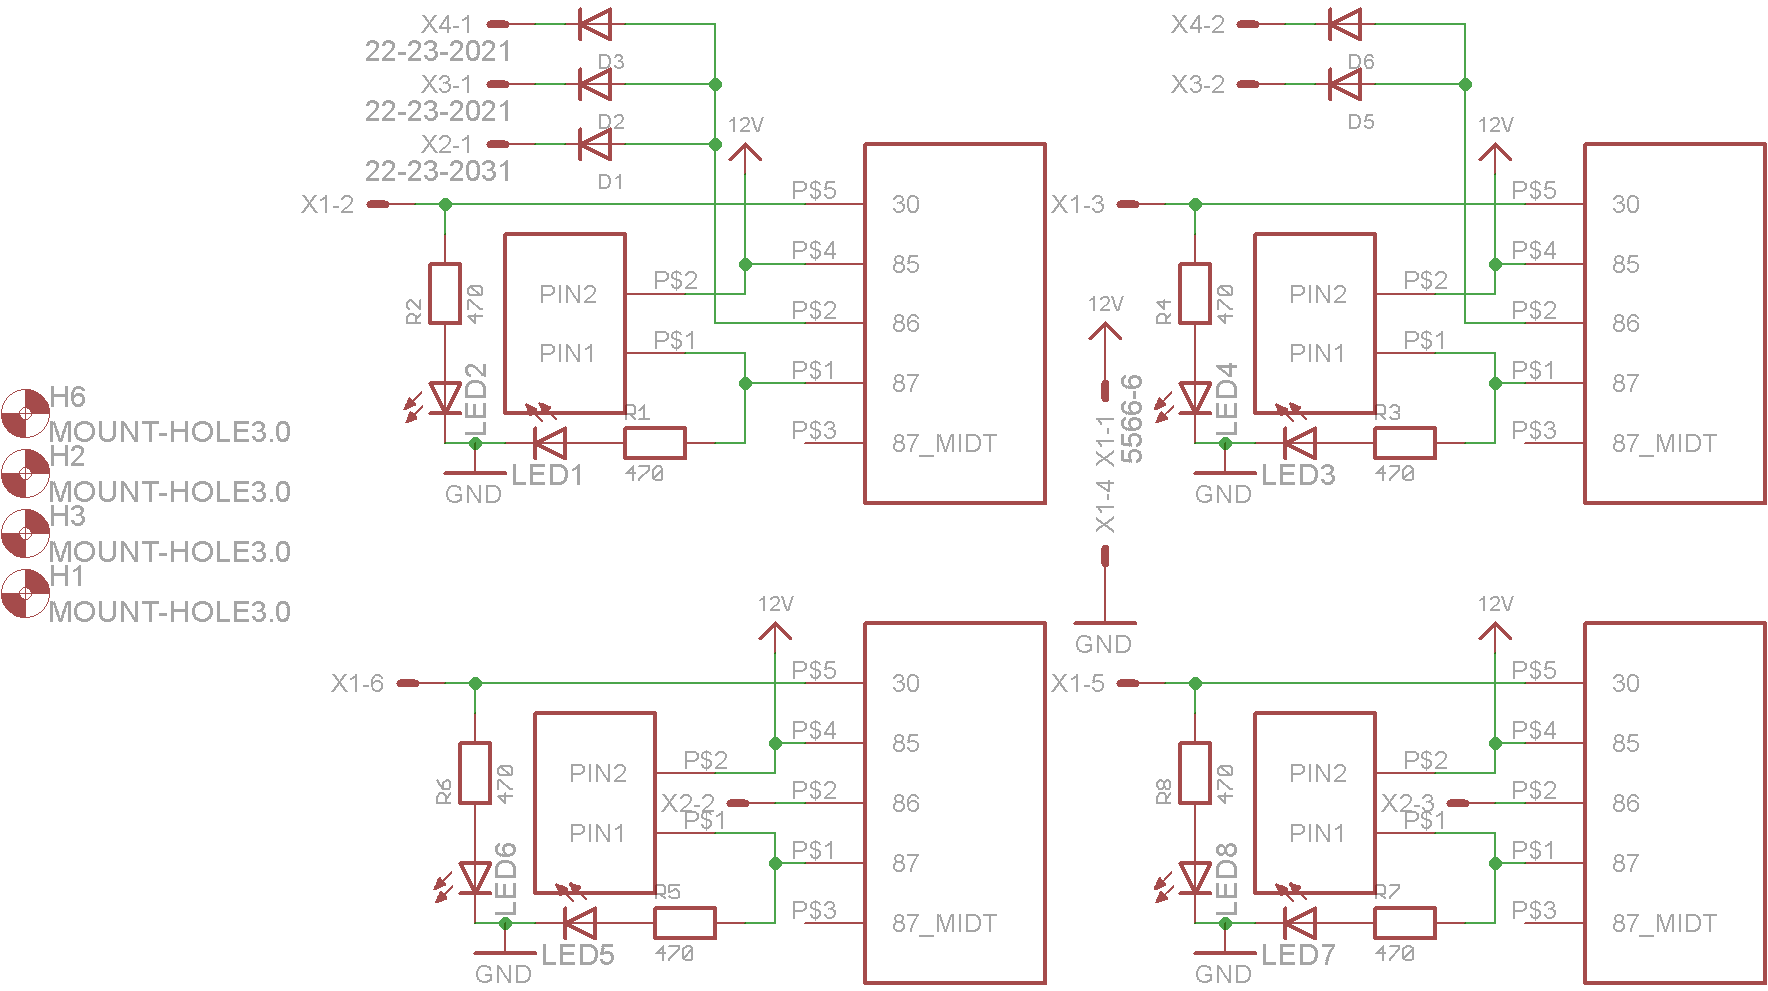 X4-1
22-23-2021
D3
X3-1
22-23-2021
D2
X2-1
22-23-2031
D1
12V
X1-2
P$5
30
P$4
85
P$2
86
P$1
87
P$3
87_MIDT
R2
470
PIN2
P$2
PIN1
P$1
LED2
R1
470
LED1
GND
X4-2
D6
X3-2
D5
12V
X1-3
P$5
30
P$4
85
P$2
86
P$1
87
P$3
87_MIDT
R4
470
PIN2
P$2
PIN1
P$1
LED4
R3
470
LED3
GND
12V
X1-1
5566-6
X1-4
GND
H6
MOUNT-HOLE3.0
H2
MOUNT-HOLE3.0
H3
MOUNT-HOLE3.0
H1
MOUNT-HOLE3.0
12V
X1-6
P$5
30
P$4
85
X2-2
P$2
86
P$1
87
P$3
87_MIDT
R6
470
PIN2
P$2
PIN1
P$1
LED6
R5
470
LED5
GND
12V
X1-5
P$5
30
P$4
85
X2-3
P$2
86
P$1
87
P$3
87_MIDT
R8
470
PIN2
P$2
PIN1
P$1
LED8
R7
470
LED7
GND